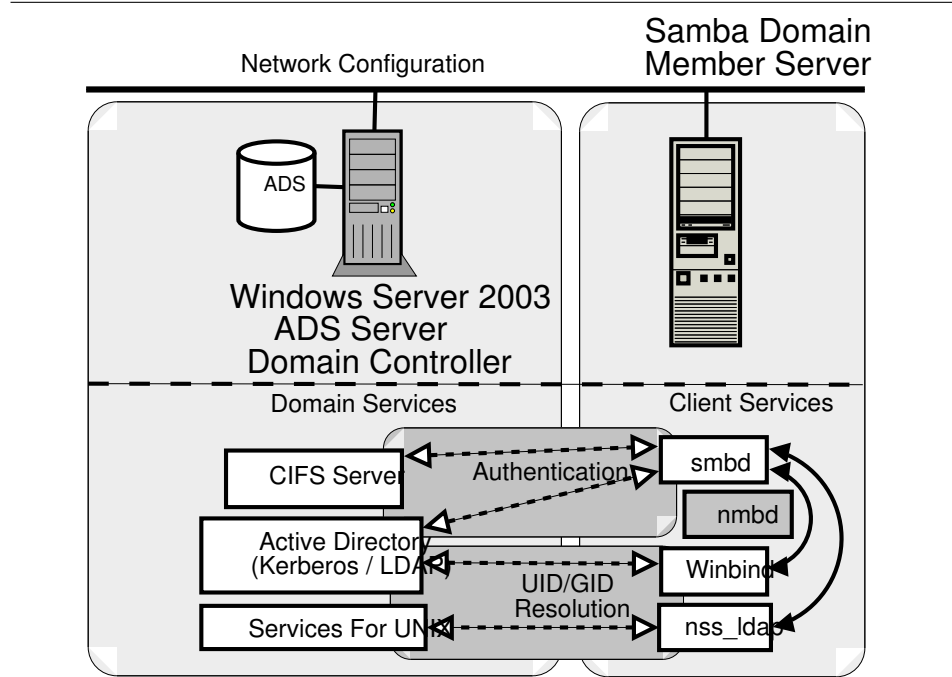 Samba Domain
Member Server
Network Configuration
ADS
Windows Server 2003
ADS Server
Domain Controller
Domain Services
Client Services
CIFS Server
Authentication
smbd
nmbd
Active Directory
(Kerberos / LDAP)
UID/GID
Resolution
Winbind
Services For UNIX
nss_ldap